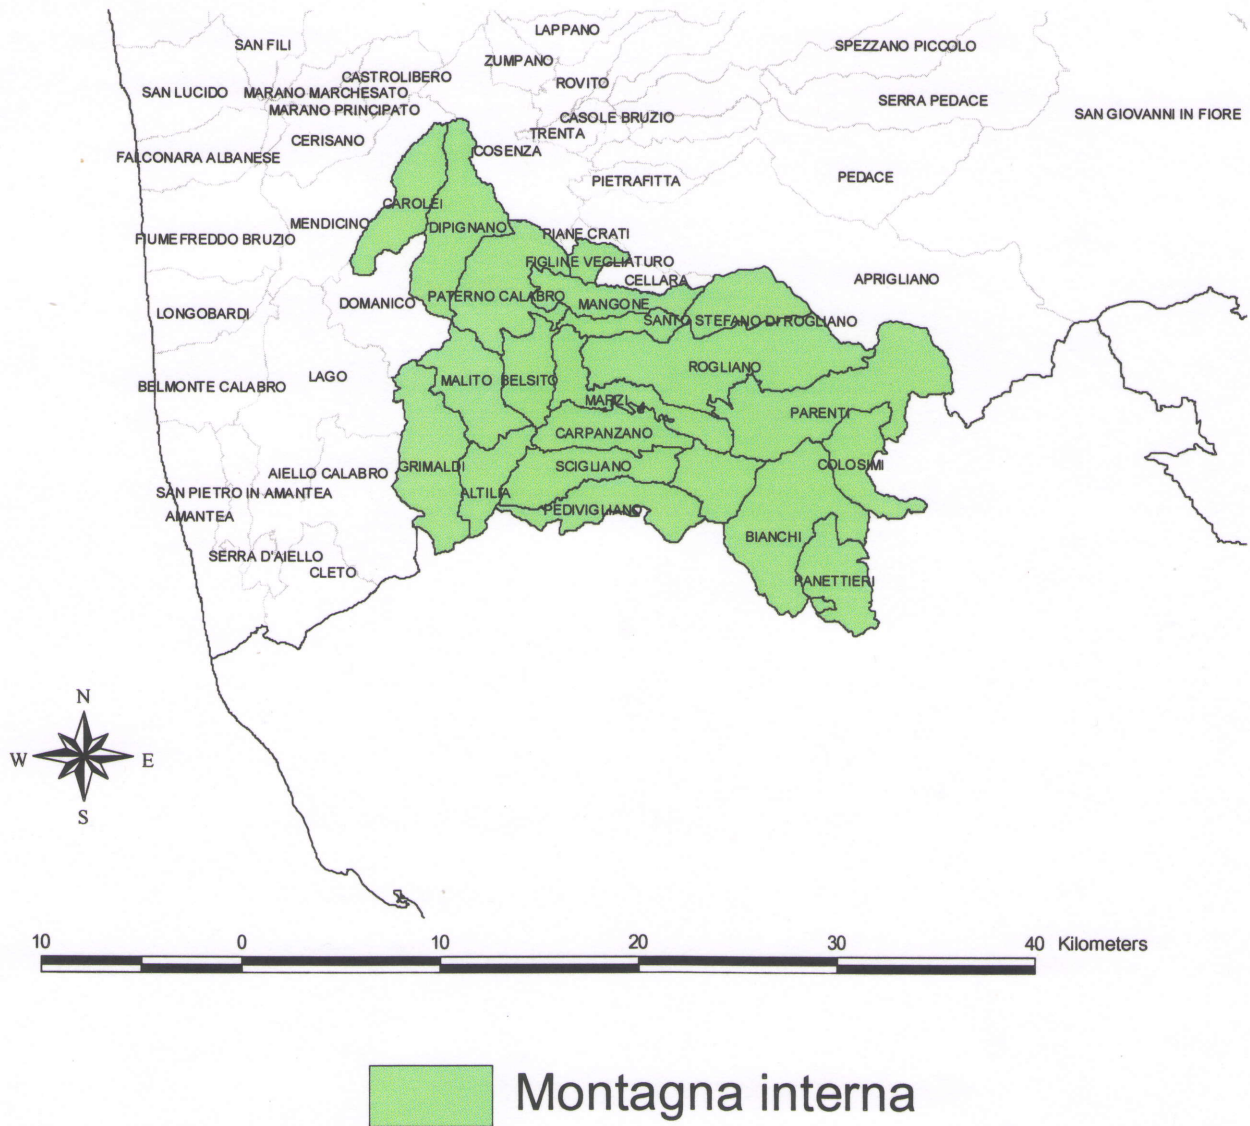 LAPPANO
SAN FILI
SPEZZANO PICCOLO
ZUMPANO
CASTROLIBERO
ROVITO
SAN LUCIDO
MARANO MARCHESATO
SERRA PEDACE
MARANO PRINCIPATO
SAN GIOVANNI IN FIORE
CASOLE BRUZIO
TRENTA
CERISANO
COSENZA
FALCONARA ALBANESE
PIETRAFITTA
PEDACE
CAROLEI
MENDICINO
DIPIGNANO
PIANE CRATI
FIUMEFREDDO BRUZIO
FIGLINE VEGLIATURO
CELLARA
APRIGLIANO
PATERNO CALABRO
DOMANICO
MANGONE
LONGOBARDI
SANTO STEFANO DI ROGLIANO
ROGLIANO
LAGO
MALITO
BELSITO
BELMONTE CALABRO
MARZI
PARENTI
CARPANZANO
SCIGLIANO
COLOSIMI
GRIMALDI
AIELLO CALABRO
SAN PIETRO IN AMANTEA
ALTILIA
PEDIVIGLIANO
AMANTEA
BIANCHI
SERRA D'AIELLO
CLETO
PANETTIERI
N
W
E
S
10 0 10 20 30 40 Kilometers
Montagna interna